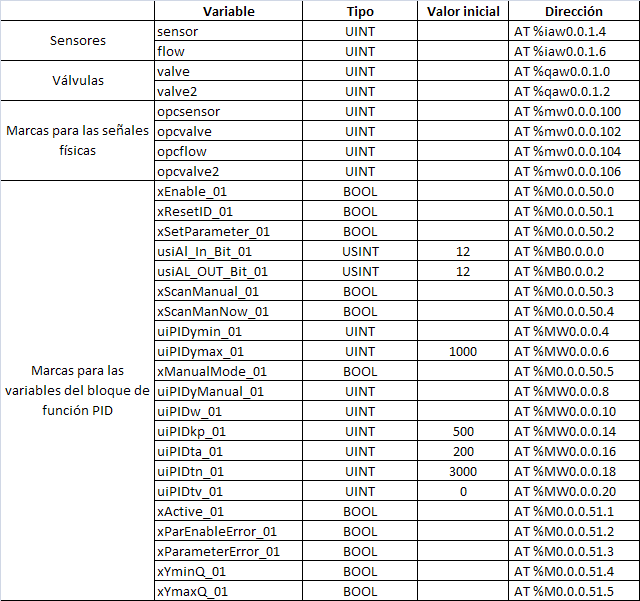 Variable Tipo Valor inicial Dirección
Sensores
sensor UINT AT %iaw0.0.1.4
flow UINT AT %iaw0.0.1.6
Válvulas
valve UINT AT %qaw0.0.1.0
valve2 UINT AT %qaw0.0.1.2
Marcas para las señales
físicas
opcsensor UINT AT %mw0.0.0.100
opcvalve UINT AT %mw0.0.0.102
opcflow UINT AT %mw0.0.0.104
opcvalve2 UINT AT %mw0.0.0.106
Marcas para las
variables del bloque de
función PID
xEnable_01 BOOL AT %M0.0.0.50.0
xResetID_01 BOOL AT %M0.0.0.50.1
xSetParameter_01 BOOL AT %M0.0.0.50.2
usiAl_In_Bit_01 USINT 12 AT %MB0.0.0.0
usiAL_OUT_Bit_01 USINT 12 AT %MB0.0.0.2
xScanManual_01 BOOL AT %M0.0.0.50.3
xScanManNow_01 BOOL AT %M0.0.0.50.4
uiPIDymin_01 UINT AT %MW0.0.0.4
uiPIDymax_01 UINT 1000 AT %MW0.0.0.6
xManualMode_01 BOOL AT %M0.0.0.50.5
uiPIDyManual_01 UINT AT %MW0.0.0.8
uiPIDw_01 UINT AT %MW0.0.0.10
uiPIDkp_01 UINT 500 AT %MW0.0.0.14
uiPIDta_01 UINT 200 AT %MW0.0.0.16
uiPIDtn_01 UINT 3000 AT %MW0.0.0.18
uiPIDtv_01 UINT 0 AT %MW0.0.0.20
xActive_01 BOOL AT %M0.0.0.51.1
xParEnableError_01 BOOL AT %M0.0.0.51.2
xParameterError_01 BOOL AT %M0.0.0.51.3
xYminQ_01 BOOL AT %M0.0.0.51.4
xYmaxQ_01 BOOL AT %M0.0.0.51.5